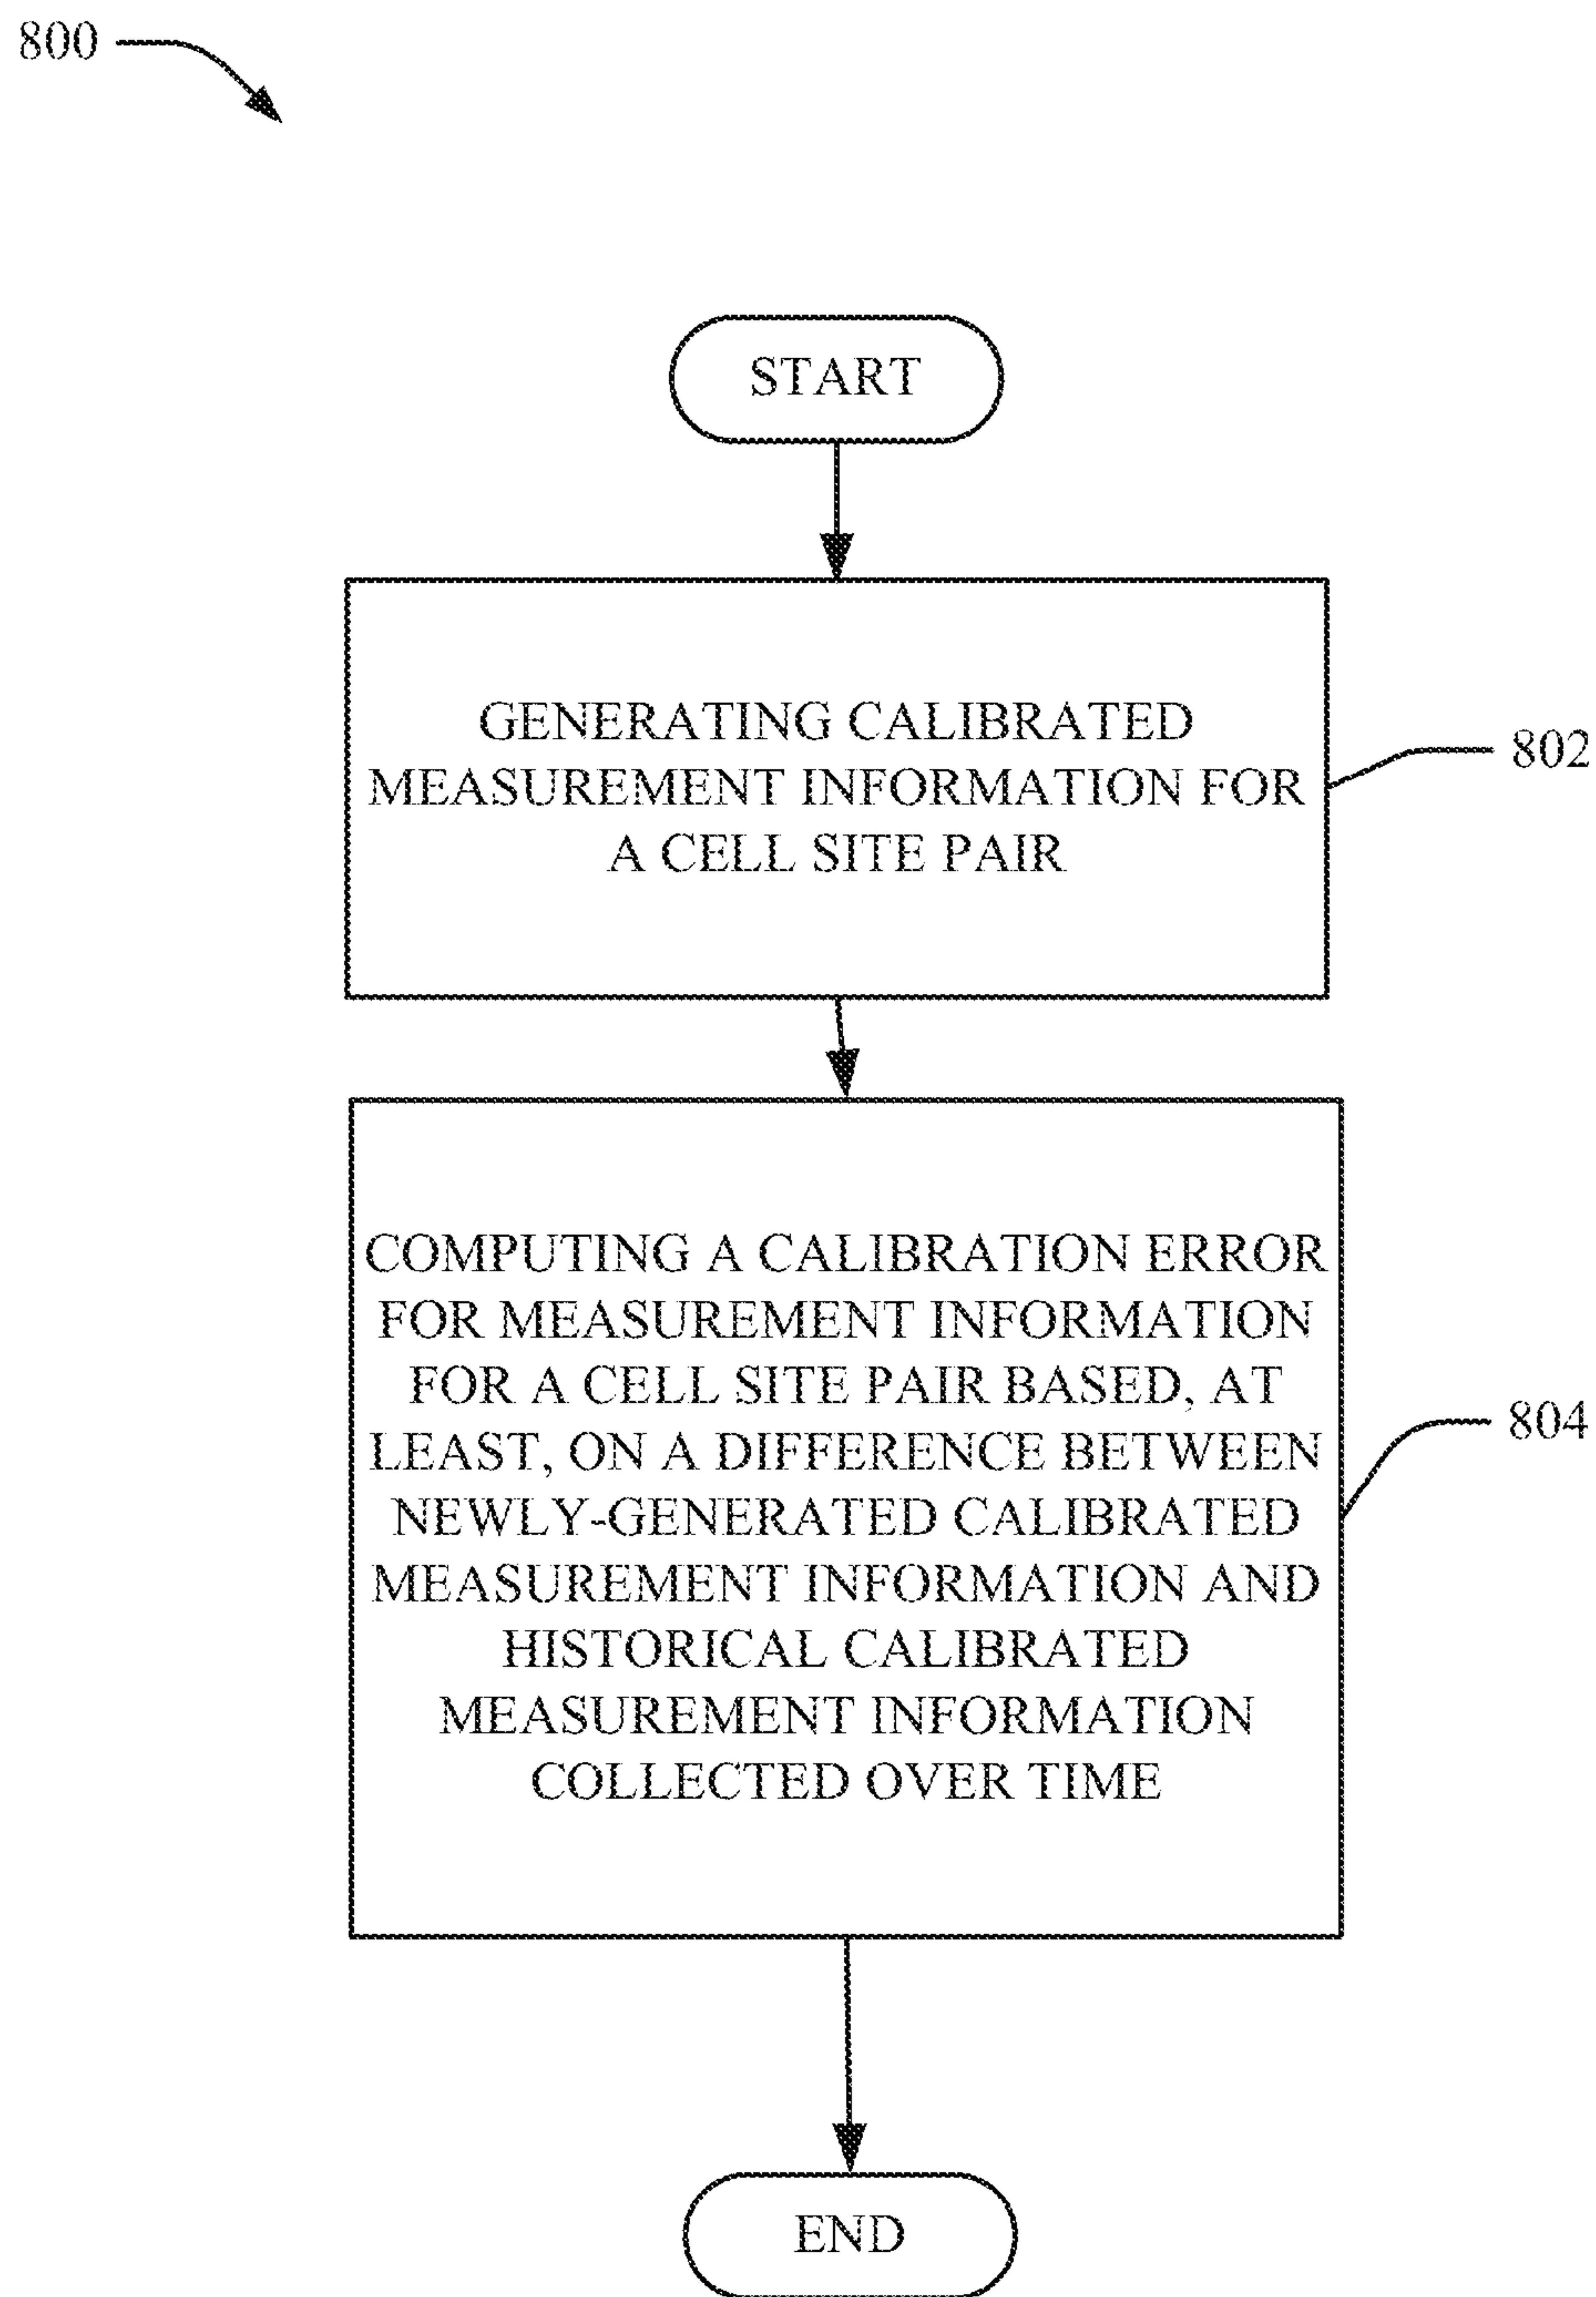 800
START
GENERATING CALIBRATED
MEASUREMENT INFORMATION FOR
A CELL SITE PAIR
802
COMPUTING A CALIBRATION ERROR
FOR MEASUREMENT INFORMATION
FOR A CELL SITE PAIR BASED, AT
LEAST, ON A DIFFERENCE BETWEEN
NEWLY-GENERATED CALIBRATED
MEASUREMENT INFORMATION AND
HISTORICAL CALIBRATED
MEASUREMENT INFORMATION
COLLECTED OVER TIME
804
END